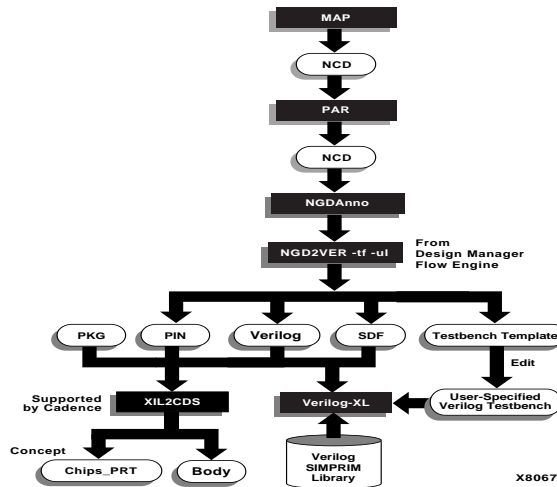 MAP
NCD
PAR
NCD
NGDAnno
NGD2VER -tf -ul
From
Design Manager
Flow Engine
PKG
PIN
Verilog
SDF
Testbench Template
Edit
Supported
by Cadence
XIL2CDS
Verilog-XL
User-Specified
Verilog Testbench
Concept
Chips_PRT
Body
Verilog
SIMPRIM
Library
X8067